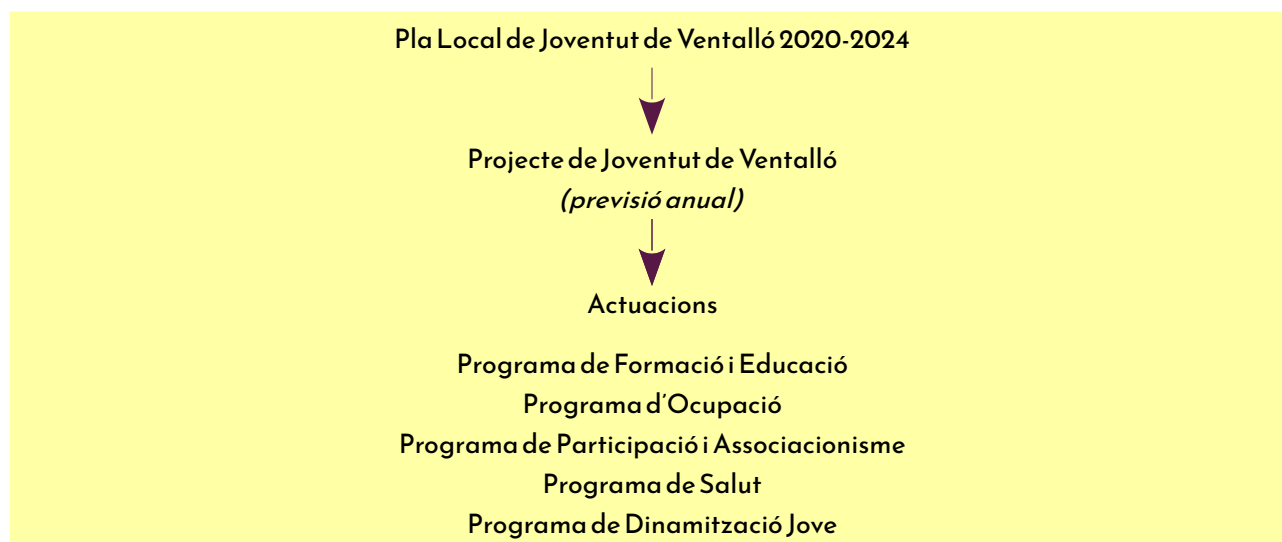 Pla Local de Joventut de Ventalló 2020-2024
Projecte de Joventut de Ventalló
(previsió anual)
Actuacions
Programa de Formació i Educació
Programa d'Ocupació
Programa de Participació i Associacionisme
Programa de Salut
Programa de Dinamització Jove